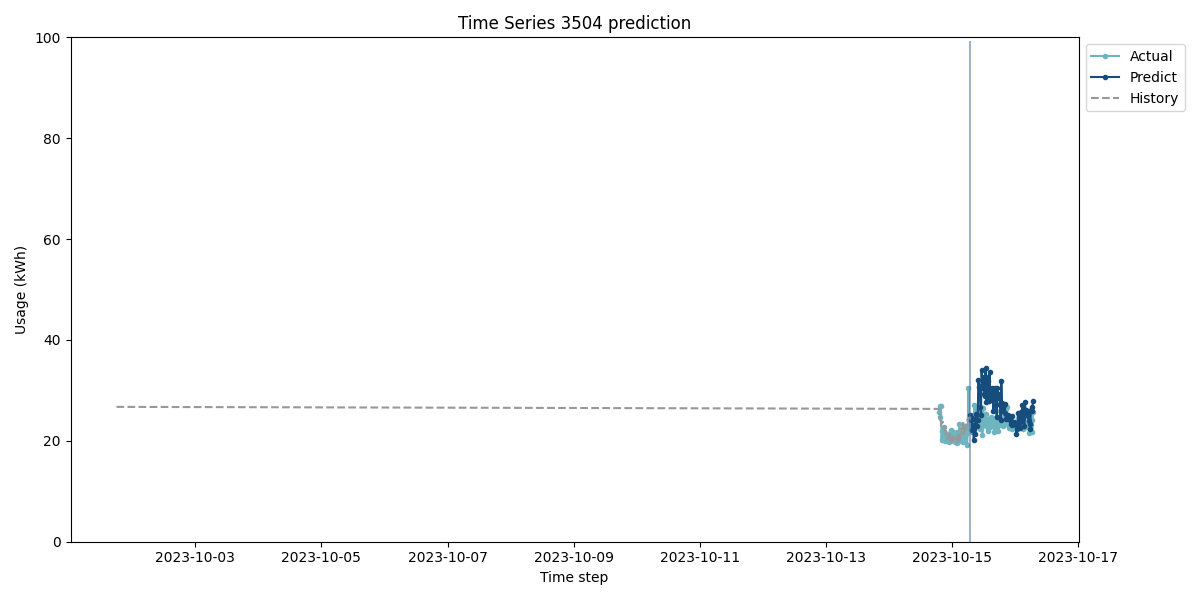 Time Series 3504 prediction
100
80
60
40
20
0
Usage (kWh)
2023-10-03 2023-10-05 2023-10-07 2023-10-09 2023-10-11 2023-10-13 2023-10-15 2023-10-17
Time step
Actual
Predict
History